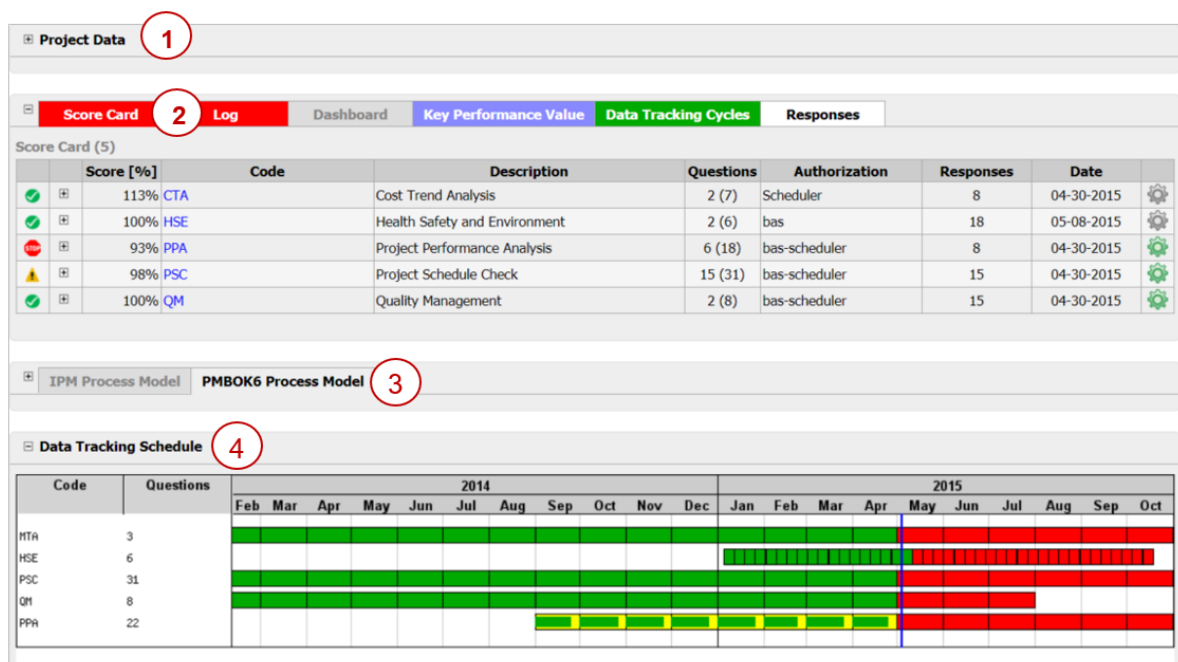 Project Data 1
Score Card 2 Log Dashboard Key Performance Value Data Tracking Cycles Responses
Score Card (5)
Score [%] Code Description Questions Authorization Responses Date
113% CTA Cost Trend Analysis 2 (7) Scheduler 8 04-30-2015
100% HSE Health Safety and Environment 2 (6) bas 18 05-08-2015
STOP 93% PPA Project Performance Analysis 6 (18) bas-scheduler 8 04-30-2015
98% PSC Project Schedule Check 15 (31) bas-scheduler 15 04-30-2015
100% QM Quality Management 2 (8) bas-scheduler 15 04-30-2015
IPM Process Model PMBOK6 Process Model 3
Data Tracking Schedule 4
Code Questions 2014 2015
Feb Mar Apr May Jun Jul Aug Sep Oct Nov Dec Jan Feb Mar Apr May Jun Jul Aug Sep Oct
MTA 3
HSE 6
PSC 31
QM 8
PPA 22